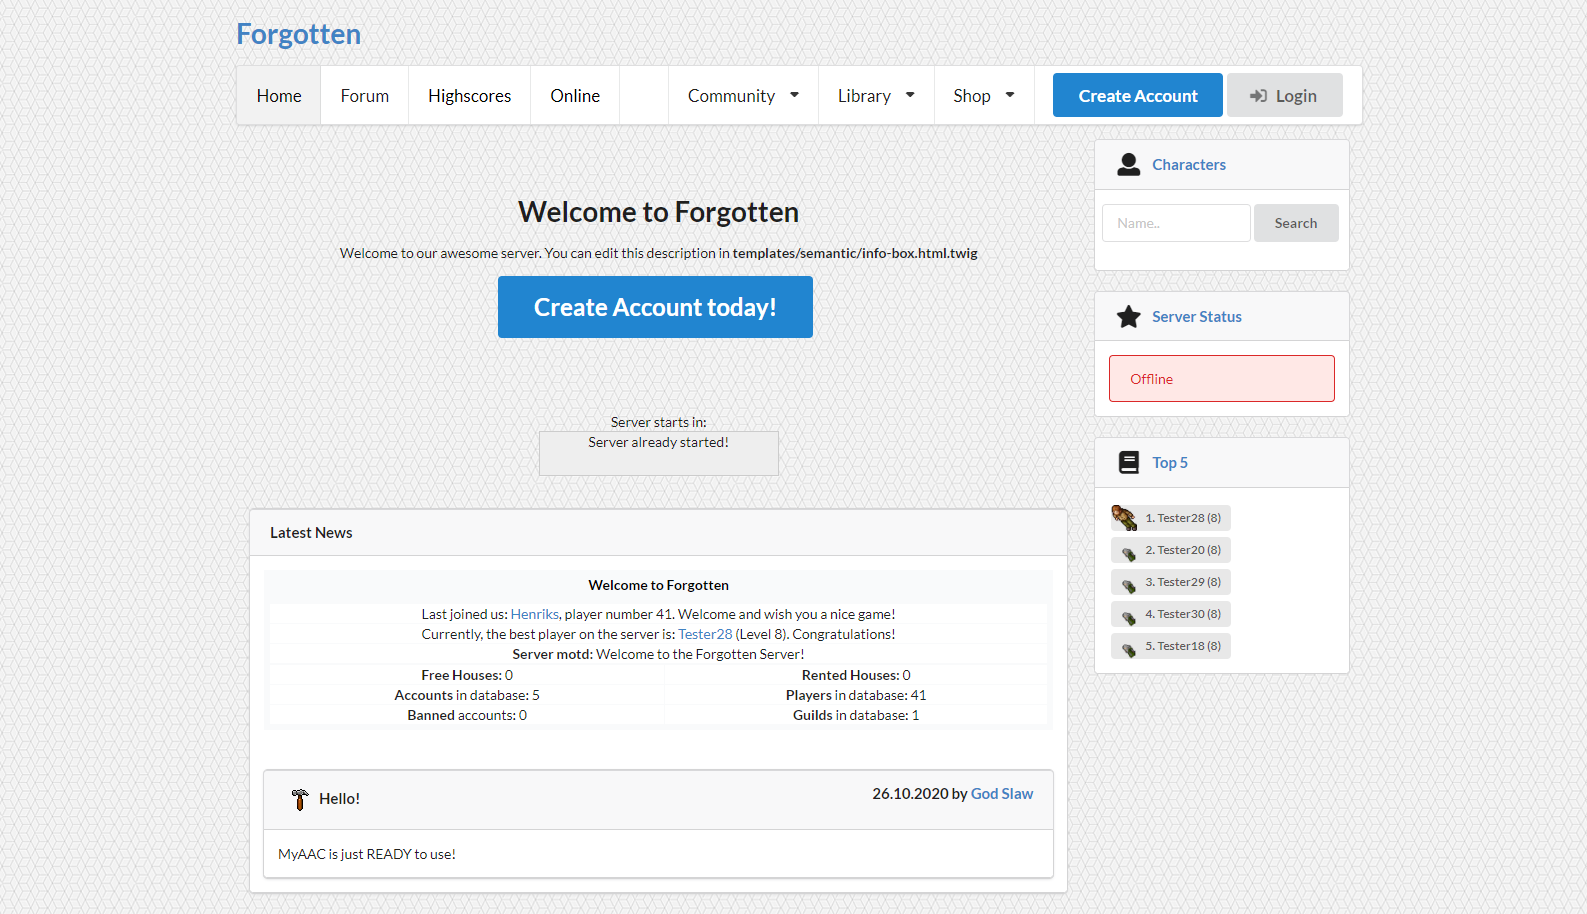 Forgotten
Home Forum Highscores Online Community Library Shop Create Account Login
Welcome to Forgotten
Welcome to our awesome server. You can edit this description in templates/semantic/info-box.html.twig
Create Account today!
Server starts in:
Server already started!
Latest News
Welcome to Forgotten
Last joined us: Henriks, player number 41. Welcome and wish you a nice game!
Currently, the best player on the server is: Tester28 (Level 8). Congratulations!
Server motd: Welcome to the Forgotten Server!
Free Houses: 0 Rented Houses: 0
Accounts in database: 5 Players in database: 41
Banned accounts: 0 Guilds in database: 1
Hello! 26.10.2020 by God Slaw
MyAAC is just READY to use!
Characters
Name.. Search
Server Status
Offline
Top 5
1. Tester28 (8)
2. Tester20 (8)
3. Tester29 (8)
4. Tester30 (8)
5. Tester18 (8)